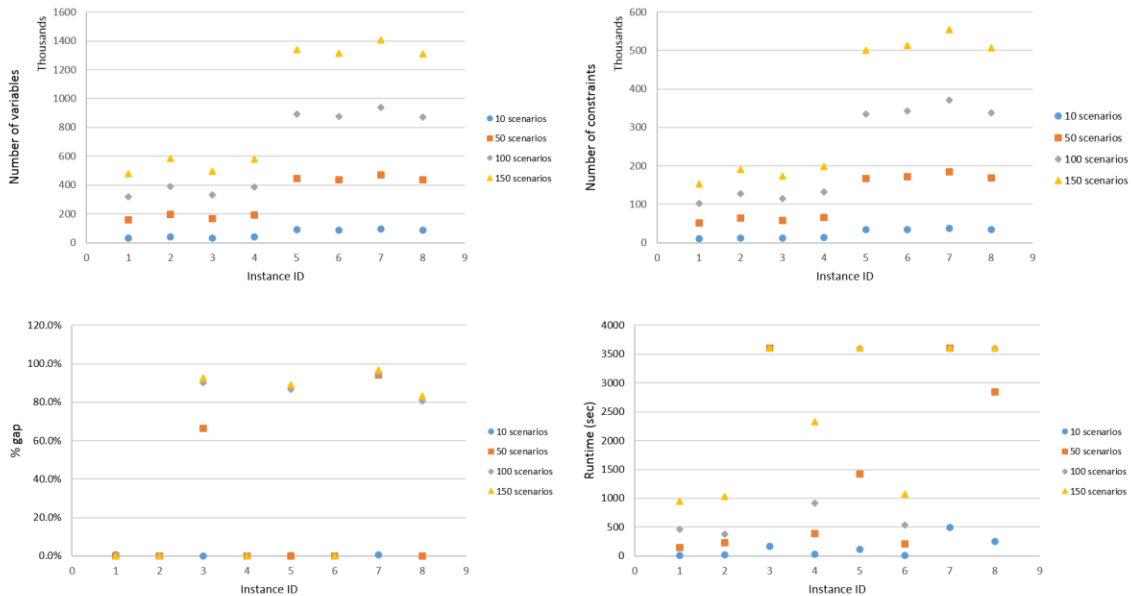 Number of variables
Thousands
1600
1400
1200
1000
800
600
400
200
0
0 1 2 3 4 5 6 7 8 9
Instance ID
10 scenarios
50 scenarios
100 scenarios
150 scenarios
Number of constraints
Thousands
600
500
400
300
200
100
0
0 1 2 3 4 5 6 7 8 9
Instance ID
10 scenarios
50 scenarios
100 scenarios
150 scenarios
% gap
120.0%
100.0%
80.0%
60.0%
40.0%
20.0%
0.0%
0 1 2 3 4 5 6 7 8 9
Instance ID
10 scenarios
50 scenarios
100 scenarios
150 scenarios
Runtime (sec)
4000
3500
3000
2500
2000
1500
1000
500
0
0 1 2 3 4 5 6 7 8 9
Instance ID
10 scenarios
50 scenarios
100 scenarios
150 scenarios